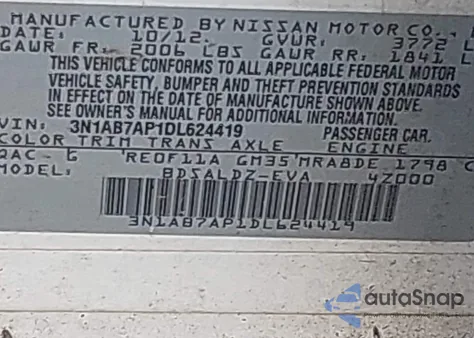 MANUFACTURED BY NISSAN MOTOR CO.,
DATE: 10/12. GVWR: 3772 L
GAWR FR: 2006 LBS GAWR RR: 1841 L
THIS VEHICLE CONFORMS TO ALL APPLICABLE FEDERAL MOTOR
VEHICLE SAFETY, BUMPER AND THEFT PREVENTION STANDARDS
IN EFFECT ON THE DATE OF MANUFACTURE SHOWN ABOVE.
SEE OWNER'S MANUAL FOR ADDITIONAL INFORMATION.
VIN: 3N1AB7AP1DL624419 PASSENGER CAR.
COLOR TRIM TRANS AXLE ENGINE
QAC - G REOF11A GM35 MRA8DE 1798 C
MODEL: BDSALDZ-EVA 4Z000
3N1AB7AP1DL624419
autoSnap